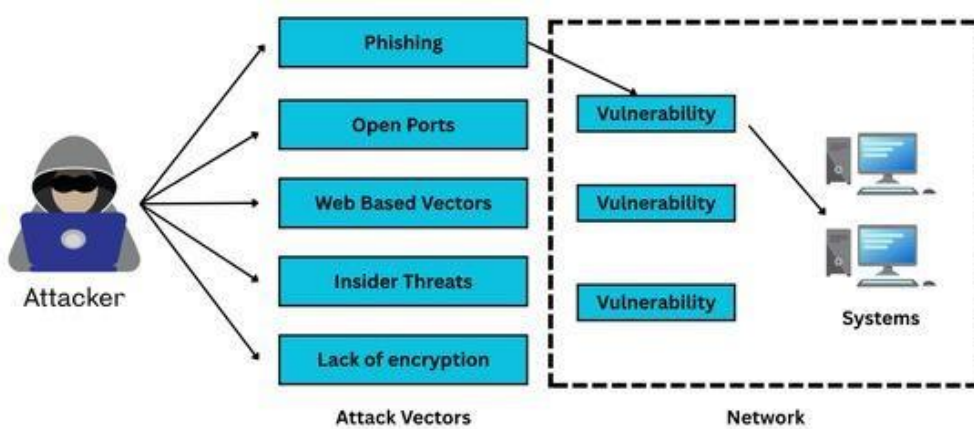 Phishing
Open Ports
Web Based Vectors
Insider Threats
Lack of encryption
Attacker
Attack Vectors
Vulnerability
Vulnerability
Vulnerability
Systems
Network